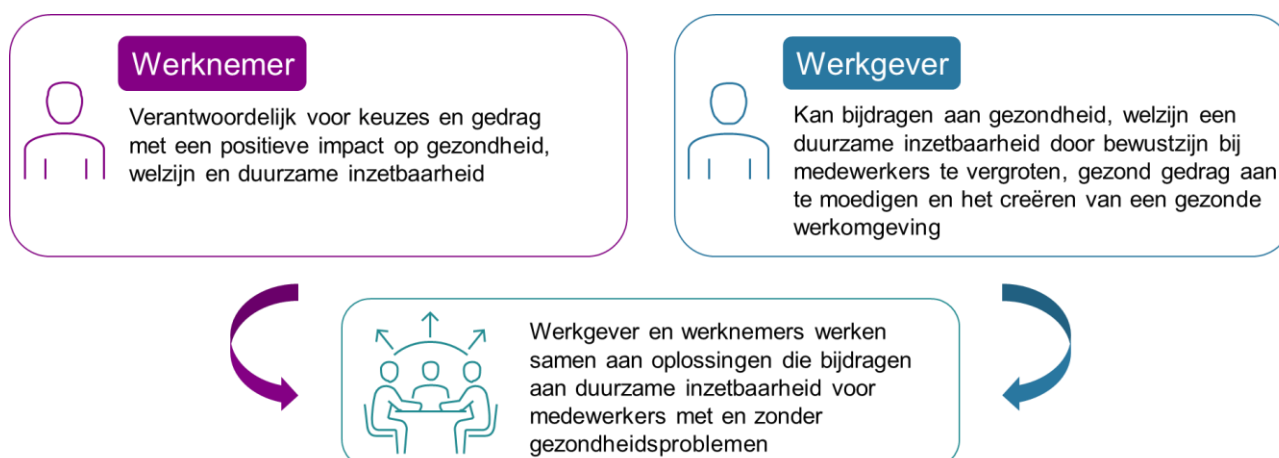 Werknemer
Verantwoordelijk voor keuzes en gedrag
met een positieve impact op gezondheid,
welzijn en duurzame inzetbaarheid
Werkgever
Kan bijdragen aan gezondheid, welzijn een
duurzame inzetbaarheid door bewustzijn bij
medewerkers te vergroten, gezond gedrag aan
te moedigen en het creëren van een gezonde
werkomgeving
Werkgever en werknemers werken
samen aan oplossingen die bijdragen
aan duurzame inzetbaarheid voor
medewerkers met en zonder
gezondheidsproblemen